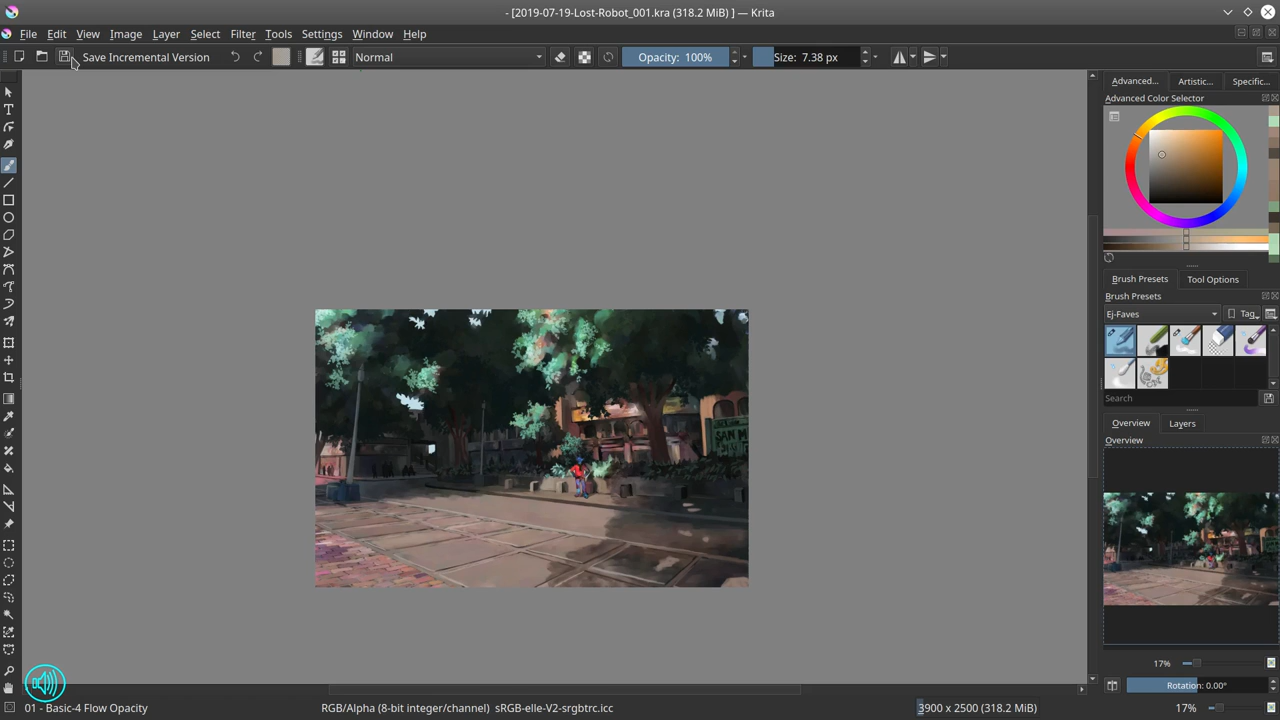 - [2019-07-19-Lost-Robot_001.kra (318.2 MiB) ] — Krita
File Edit View Image Layer Select Filter Tools Settings Window Help
Save Incremental Version Normal Opacity: 100% Size: 7.38 px
Advanced... Artistic... Specific...
Advanced Color Selector
Brush Presets Tool Options
Brush Presets
Ej-Faves Tag
SAN M
Search
Overview Layers
Overview
17%
Rotation: 0.00°
01 - Basic-4 Flow Opacity RGB/Alpha (8-bit integer/channel) sRGB-elle-V2-srgbtrc.icc 3900 x 2500 (318.2 MiB) 17%